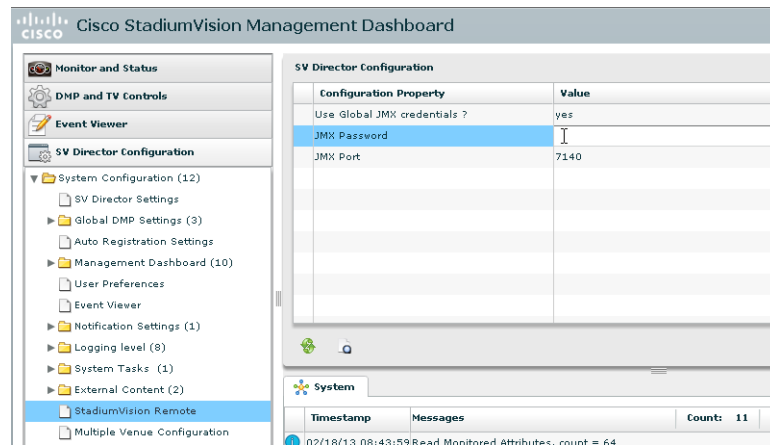 CISCO
Cisco StadiumVision Management Dashboard
Monitor and Status
DMP and TV Controls
Event Viewer
SV Director Configuration
System Configuration (12)
SV Director Settings
Global DMP Settings (3)
Auto Registration Settings
Management Dashboard (10)
User Preferences
Event Viewer
Notification Settings (1)
Logging level (8)
System Tasks (1)
External Content (2)
StadiumVision Remote
Multiple Venue Configuration
SV Director Configuration
Configuration Property Value
Use Global JMX credentials ? yes
JMX Password
JMX Port 7140
System
Timestamp Messages Count: 11
02/18/13 08:43:59 Read Monitored Attributes, count = 64